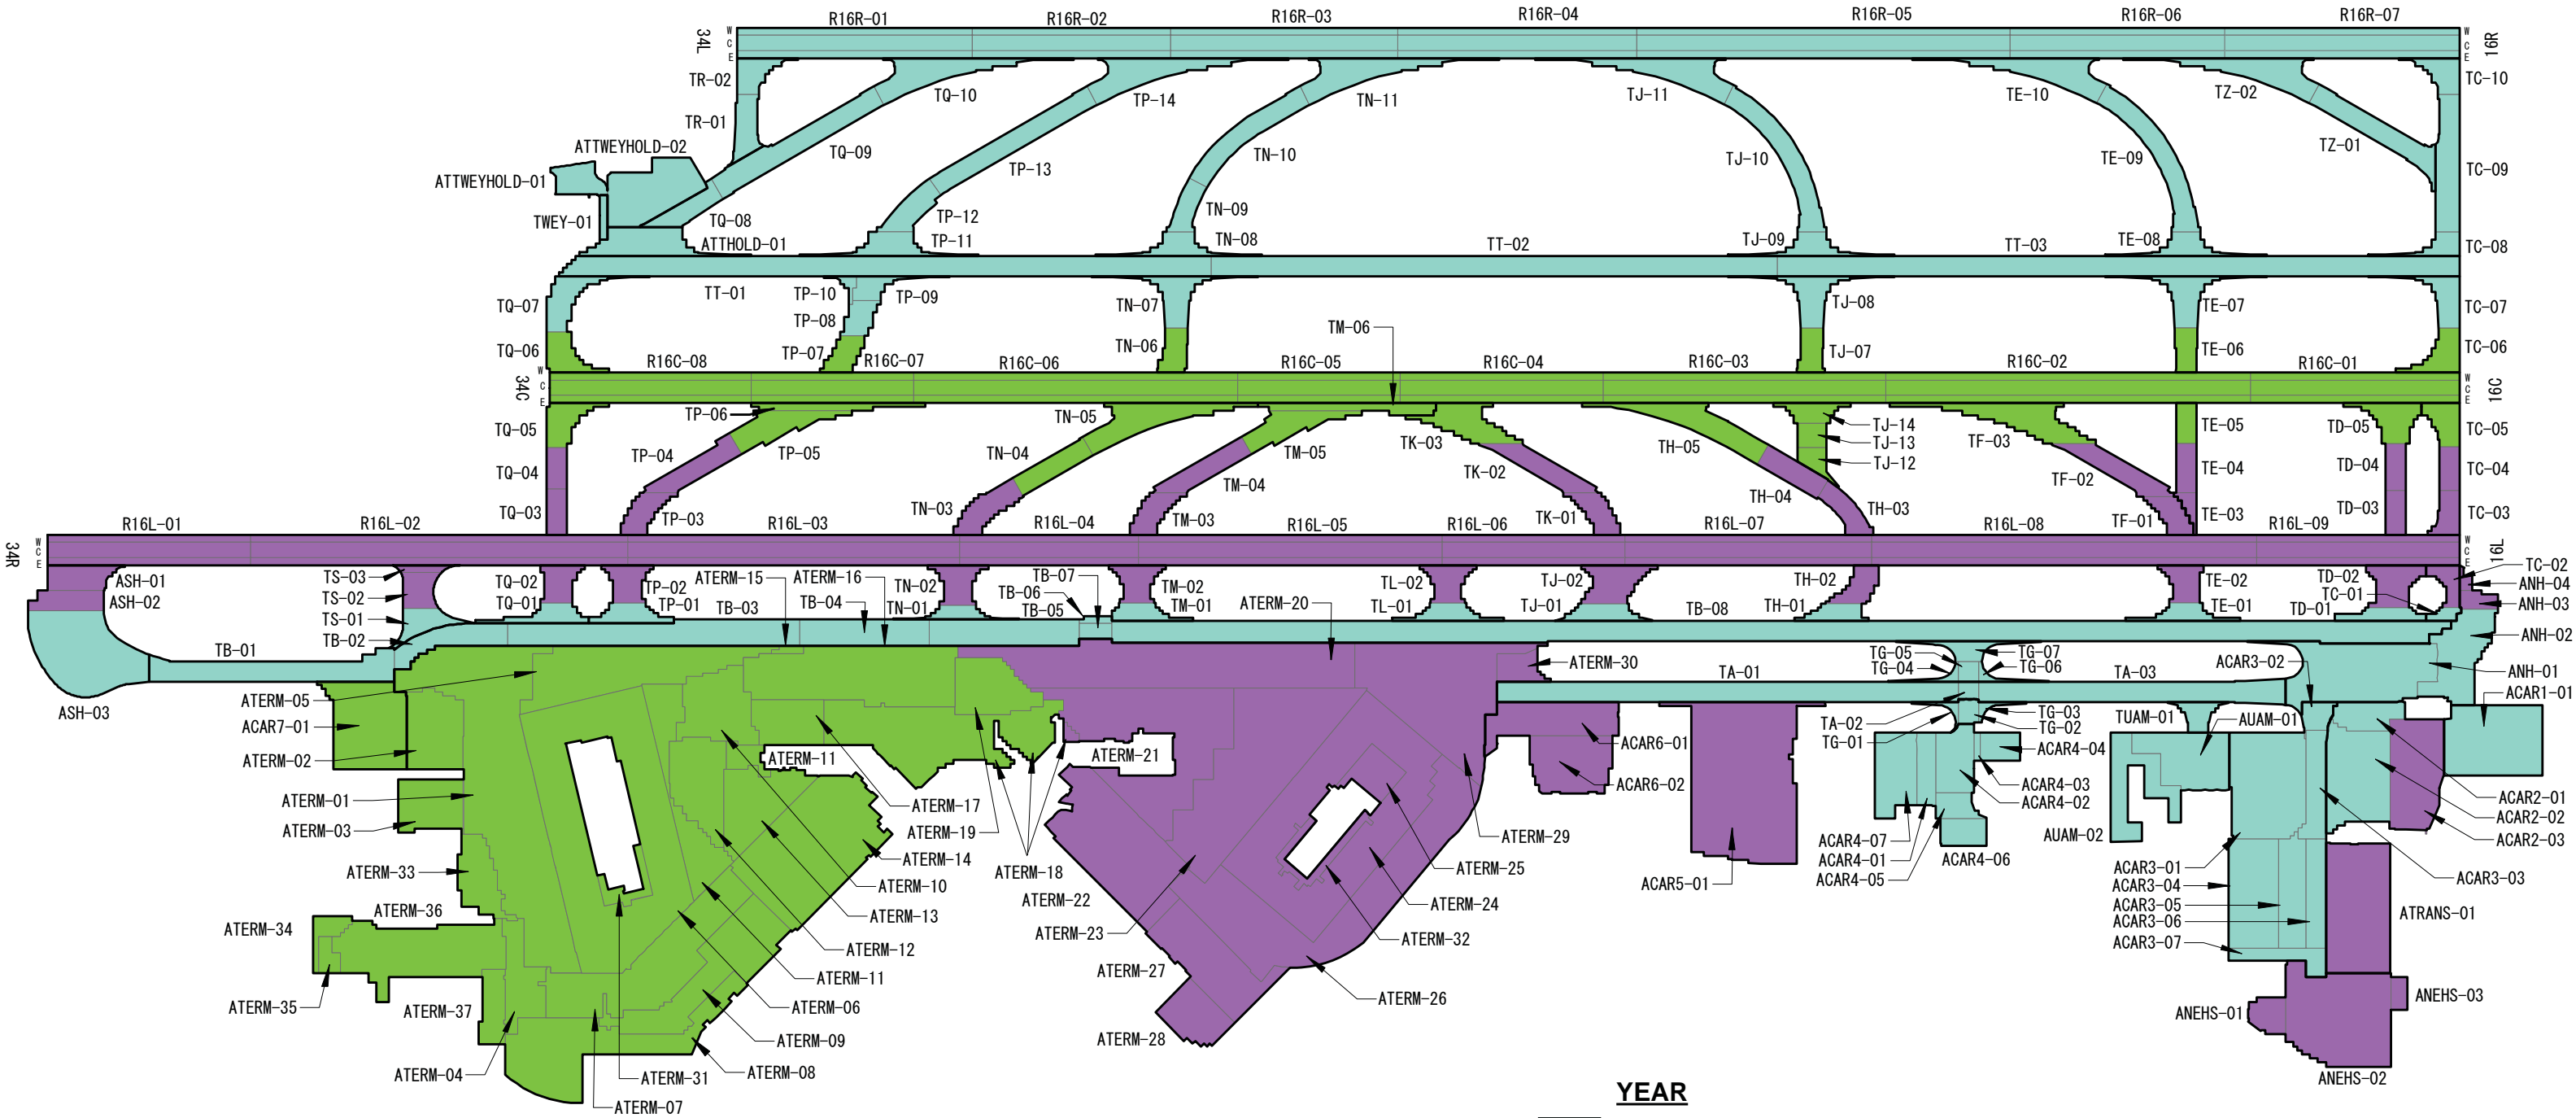 R16R-01 R16R-02 R16R-03 R16R-04 R16R-05 R16R-06 R16R-07
34L W C E W C E 16R
TR-02 TQ-10 TP-14 TN-11 TJ-11 TE-10 TZ-02 TC-10
TR-01 ATTWEYHOLD-02 TQ-09 TP-13 TN-10 TJ-10 TE-09 TZ-01 TC-09
ATTWEYHOLD-01
TWEY-01 TQ-08 TP-12 TN-09
ATTHOLD-01 TP-11 TN-08 TT-02 TJ-09 TT-03 TE-08 TC-08
TQ-07 TT-01 TP-10 TP-09 TN-07 TJ-08 TE-07 TC-07
TP-08 TM-06
TQ-06 TP-07 TN-06 TJ-07 TE-06 TC-06
R16C-08 R16C-07 R16C-06 R16C-05 R16C-04 R16C-03 R16C-02 R16C-01
34C W C E W C E 16C
TQ-05 TP-06 TN-05 TK-03 TH-05 TJ-14 TF-03 TE-05 TD-05 TC-05
TP-04 TP-05 TN-04 TM-05 TK-02 TJ-13
TJ-12
TQ-04 TM-04 TH-04 TF-02 TE-04 TD-04 TC-04
TQ-03 TP-03 TN-03 TM-03 TK-01 TH-03 TF-01 TE-03 TD-03 TC-03
R16L-01 R16L-02 R16L-03 R16L-04 R16L-05 R16L-06 R16L-07 R16L-08 R16L-09
34R W C E W C E 16L
ASH-01 TS-03 TQ-02 TP-02 ATERM-15 ATERM-16 TN-02 TB-07 TM-02 TL-02 TJ-02 TH-02 TE-02 TD-02 TC-02
ASH-02 TS-02 TQ-01 TP-01 TB-03 TB-04 TN-01 TB-06 TB-05 TM-01 ATERM-20 TL-01 TJ-01 TH-01 TB-08 TE-01 TD-01 TC-01 ANH-04
ANH-03
TS-01
TB-02 ANH-02
TB-01 ATERM-30 TG-05 TG-07 ACAR3-02
TG-04 TG-06 ANH-01
ATERM-05 TA-01 TA-03 ACAR1-01
ASH-03 ACAR7-01 TA-02 TG-03 TUAM-01 AUAM-01
ATERM-02 ATERM-11 ATERM-21 ACAR6-01 TG-01 TG-02
ACAR4-04
ATERM-01 ATERM-17 ACAR6-02 ACAR4-03
ACAR4-02 ACAR2-01
ATERM-03 ATERM-19 ATERM-29 ACAR4-07 AUAM-02 ACAR2-02
ATERM-14 ACAR4-01 ACAR4-06 ACAR2-03
ATERM-33 ATERM-18 ATERM-25 ACAR5-01 ACAR4-05 ACAR3-01 ACAR3-03
ATERM-10 ATERM-22 ACAR3-04
ATERM-36 ATERM-13 ATERM-24 ACAR3-05 ATRANS-01
ATERM-34 ATERM-23 ATERM-32 ACAR3-06
ATERM-12 ACAR3-07
ATERM-11 ATERM-27
ATERM-35 ATERM-37 ATERM-06 ATERM-26 ANEHS-03
ANEHS-01
ATERM-09 ATERM-28
ATERM-04 ATERM-31 ATERM-08 ANEHS-02
ATERM-07
YEAR